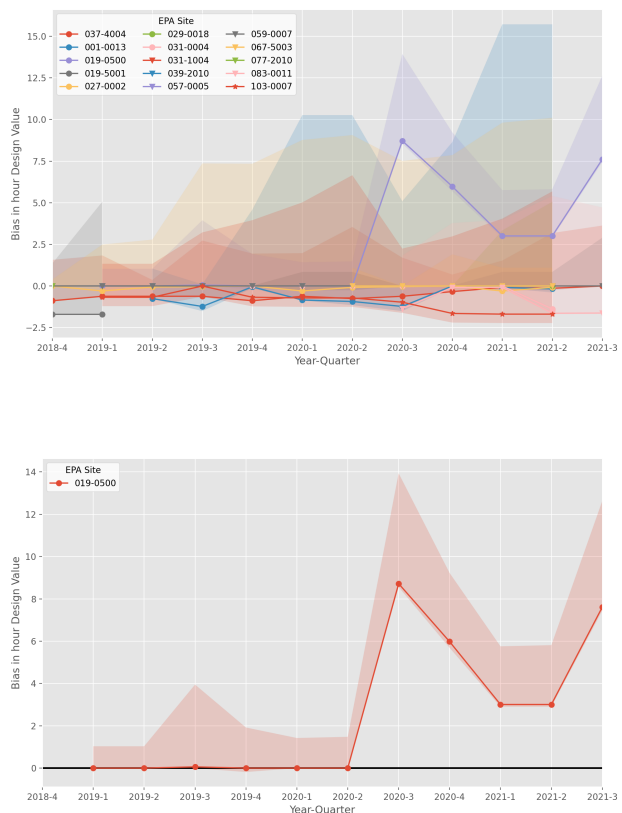 EPA Site
037-4004 029-0018 059-0007
001-0013 031-0004 067-5003
019-0500 031-1004 077-2010
019-5001 039-2010 083-0011
027-0002 057-0005 103-0007
15.0
12.5
10.0
7.5
5.0
2.5
0.0
−2.5
Bias in hour Design Value
2018-4 2019-1 2019-2 2019-3 2019-4 2020-1 2020-2 2020-3 2020-4 2021-1 2021-2 2021-3
Year-Quarter
EPA Site
019-0500
14
12
10
8
6
4
2
0
Bias in hour Design Value
2018-4 2019-1 2019-2 2019-3 2019-4 2020-1 2020-2 2020-3 2020-4 2021-1 2021-2 2021-3
Year-Quarter